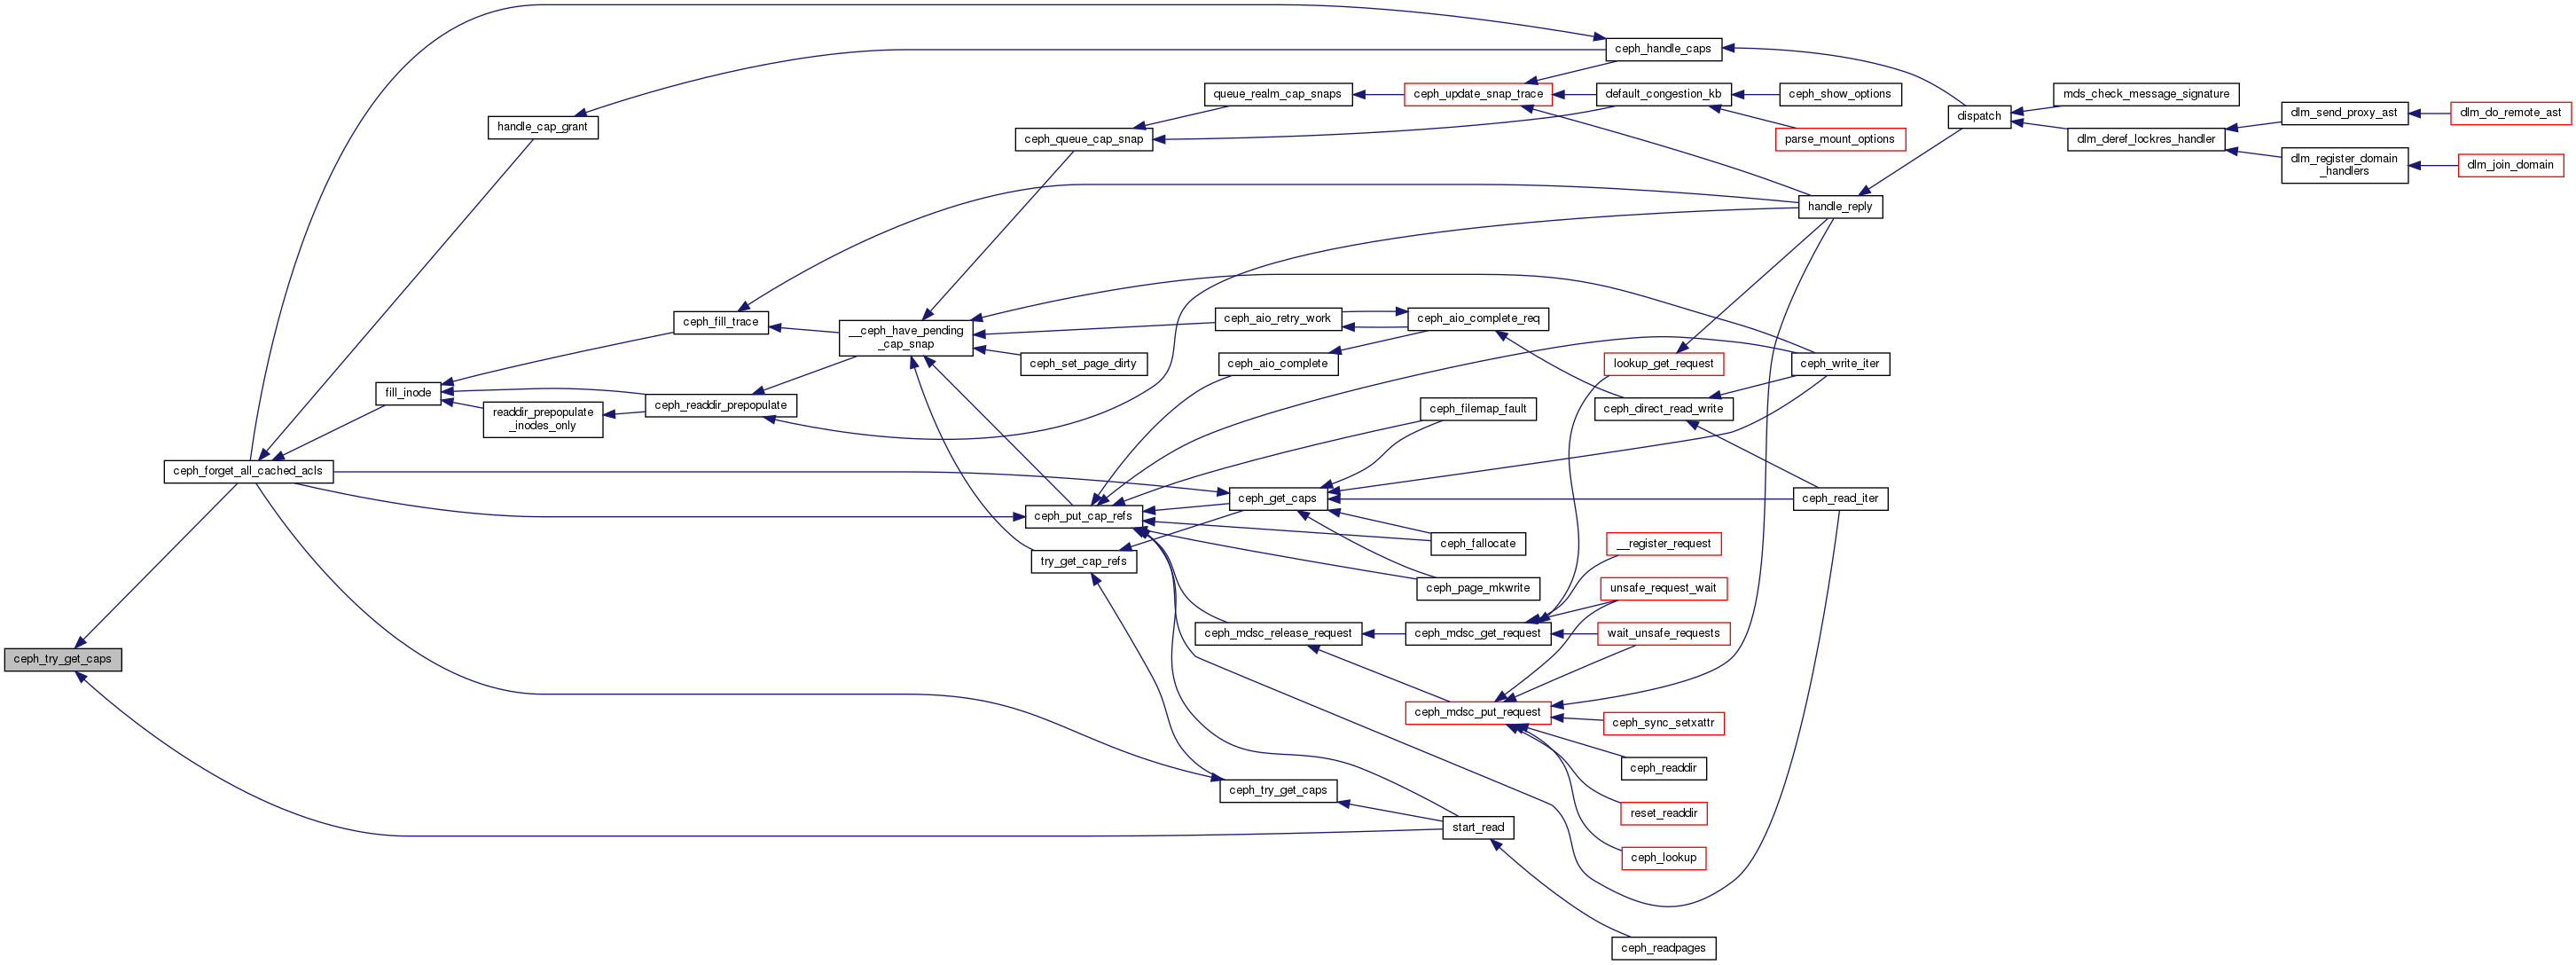 ceph_handle_caps
queue_realm_cap_snaps
ceph_update_snap_trace
default_congestion_kb
ceph_show_options
mds_check_message_signature
handle_cap_grant
ceph_queue_cap_snap
parse_mount_options
dispatch
dlm_deref_lockres_handler
dlm_send_proxy_ast
dlm_do_remote_ast
dlm_register_domain
_handlers
dlm_join_domain
handle_reply
ceph_fill_trace
__ceph_have_pending
_cap_snap
ceph_aio_retry_work
ceph_aio_complete_req
ceph_set_page_dirty
ceph_aio_complete
lookup_get_request
ceph_write_iter
fill_inode
readdir_prepopulate
_inodes_only
ceph_readdir_prepopulate
ceph_filemap_fault
ceph_direct_read_write
ceph_forget_all_cached_acls
ceph_get_caps
ceph_read_iter
ceph_put_cap_refs
ceph_fallocate
__register_request
try_get_cap_refs
ceph_page_mkwrite
unsafe_request_wait
ceph_mdsc_release_request
ceph_mdsc_get_request
wait_unsafe_requests
ceph_try_get_caps
ceph_mdsc_put_request
ceph_sync_setxattr
ceph_readdir
ceph_try_get_caps
reset_readdir
start_read
ceph_lookup
ceph_readpages